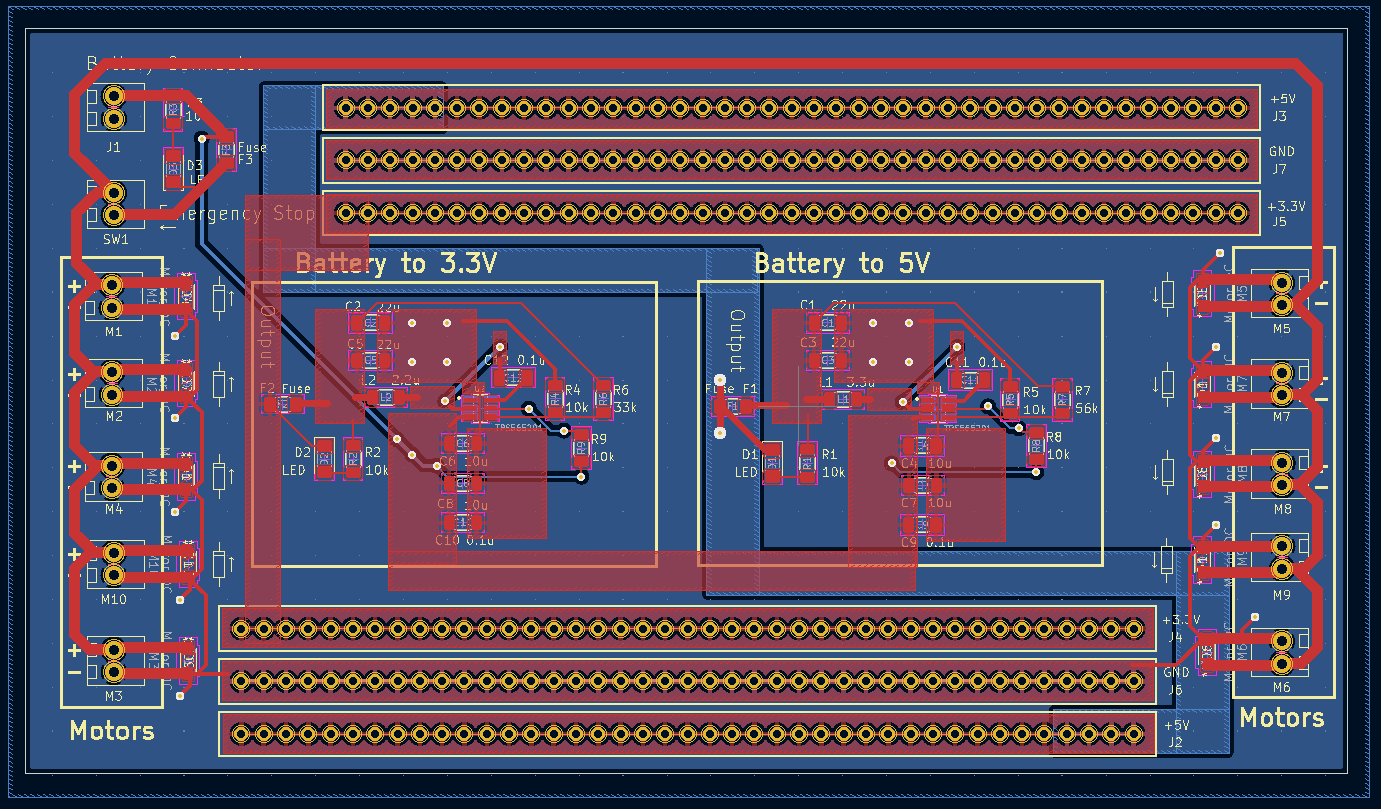 Battery Connector
+5V
J3
R3
10
J1
Fuse
F3
D3
GND
J7
Emergency Stop
+3.3V
J5
SW1
Battery to 3.3V
Battery to 5V
M1
M2
M4
M10
M3
Motors
Output
C2
22u
C5
22u
L2
2.2u
C12
0.1u
F2
Fuse
R4
10k
R6
33k
R9
10k
D2
LED
R2
10k
C6
10u
C8
10u
C10
0.1u
Output
C1
22u
C3
22u
L1
3.3u
C11
0.1u
Fuse
F1
R5
10k
R7
56k
R8
10k
D1
LED
R1
10k
C4
10u
C7
10u
C9
0.1u
M5
M7
M8
M9
M6
Motors
+3.3V
J4
GND
J6
+5V
J2